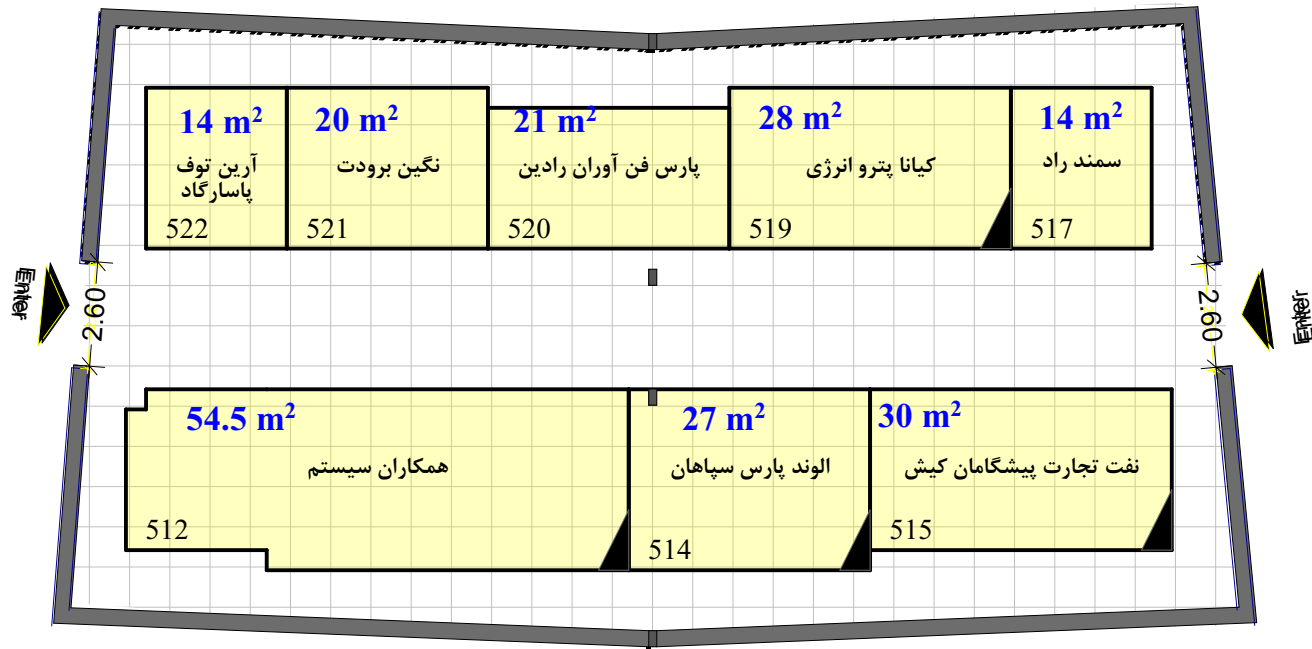 14 m²
آرین توف
پاسارگاد
522
20 m²
نگین برودت
521
21 m²
پارس فن آوران رادین
520
28 m²
کیانا پترو انرژی
519
14 m²
سمند راد
517
Enter
2.60
2.60
Enter
54.5 m²
همکاران سیستم
512
27 m²
الوند پارس سپاهان
514
30 m²
نفت تجارت پیشگامان کیش
515